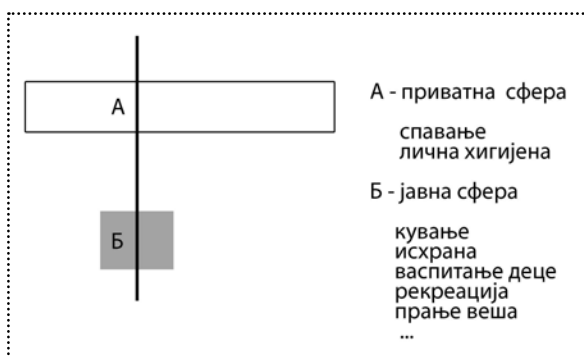 А
Б
А - приватна сфера
спавање
лична хигијена
Б - јавна сфера
кување
исхрана
васпитање деце
рекреација
прање веша
...